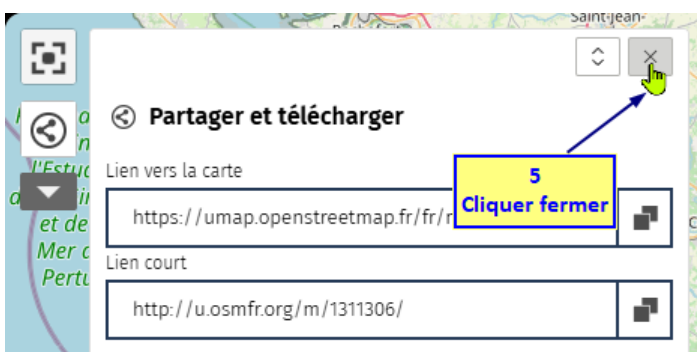 Saint-Jean-
Partager et télécharger
l'Estu
et de
Mer
Pertu
Lien vers la carte
https://umap.openstreetmap.fr/fr/
5
Cliquer fermer
Lien court
http://u.osmfr.org/m/1311306/